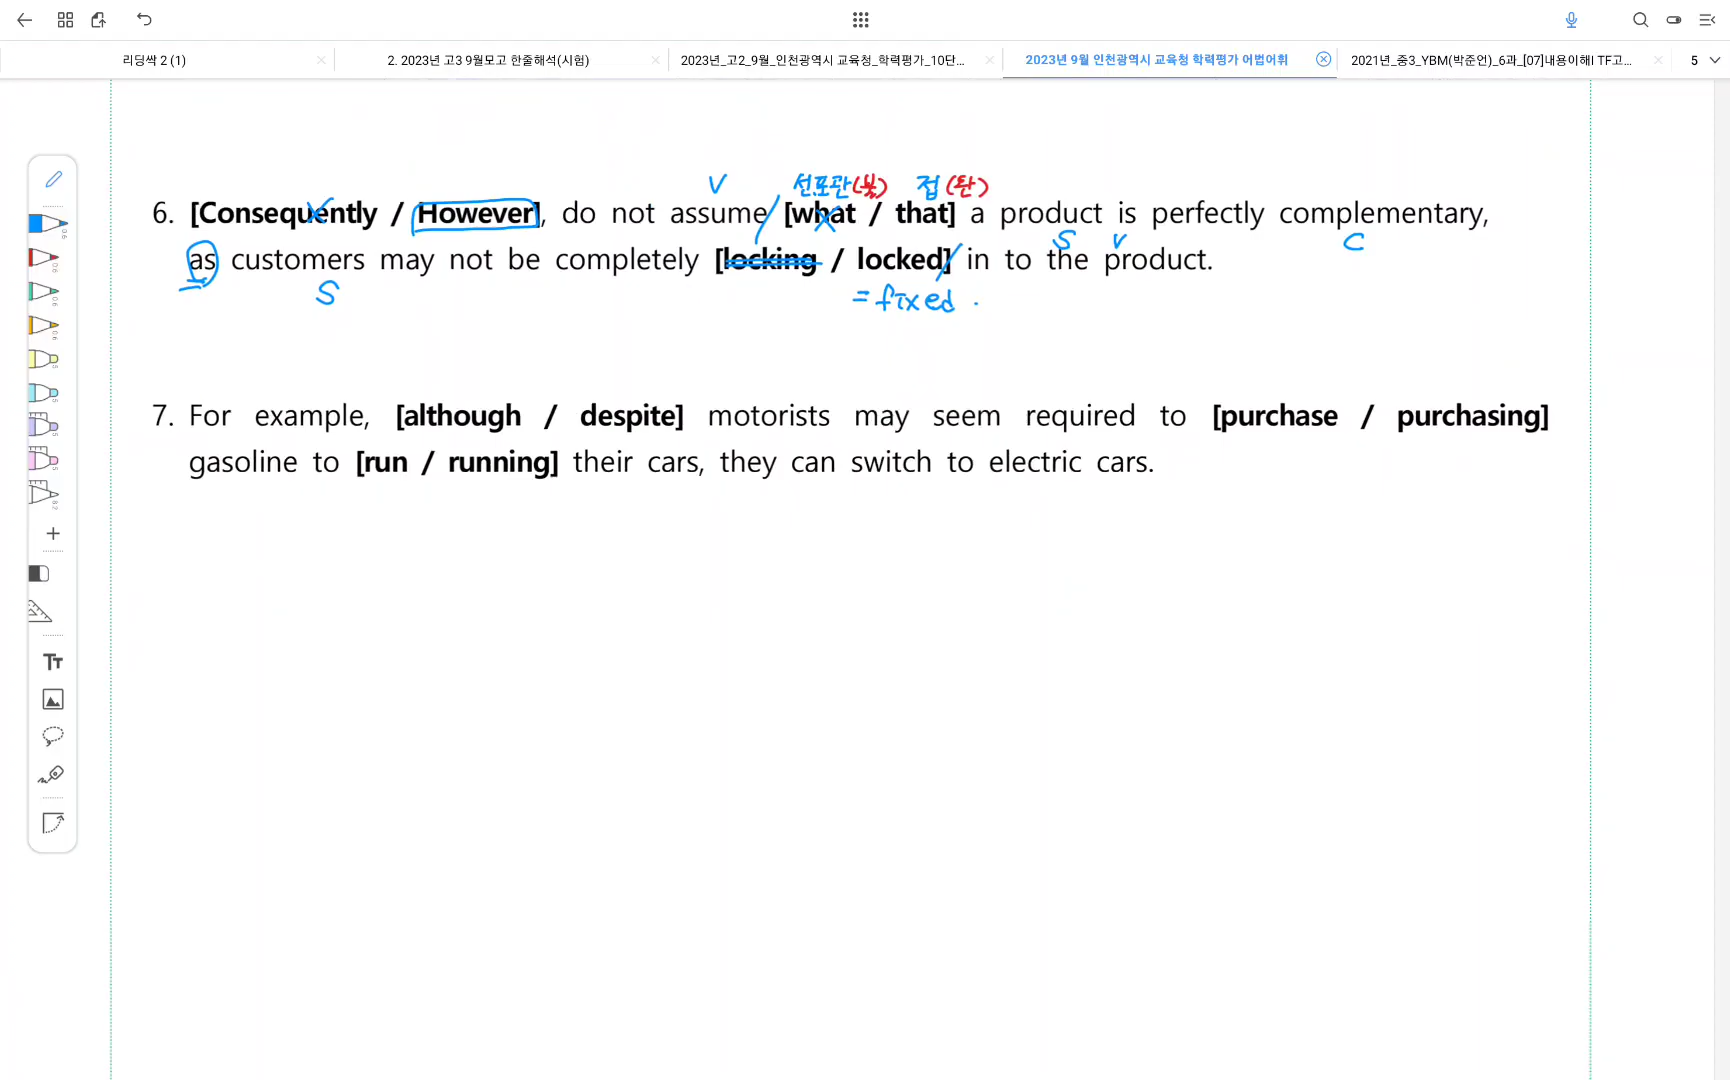 리딩싹 2 (1)
2. 2023년 고3 9월모고 한줄해석(시험)
2023년_고2_9월_인천광역시 교육청_학력평가_10단...
2023년 9월 인천광역시 교육청 학력평가 어법어휘
2021년_중3_YBM(박준언)_6과_[07]내용이해I TF고...
5
V 선포관(불) 접(완)
6. [Consequently / However], do not assume [what / that] a product is perfectly complementary,
S V C
as customers may not be completely [locking / locked] in to the product.
S = fixed.
7. For example, [although / despite] motorists may seem required to [purchase / purchasing]
gasoline to [run / running] their cars, they can switch to electric cars.
TT